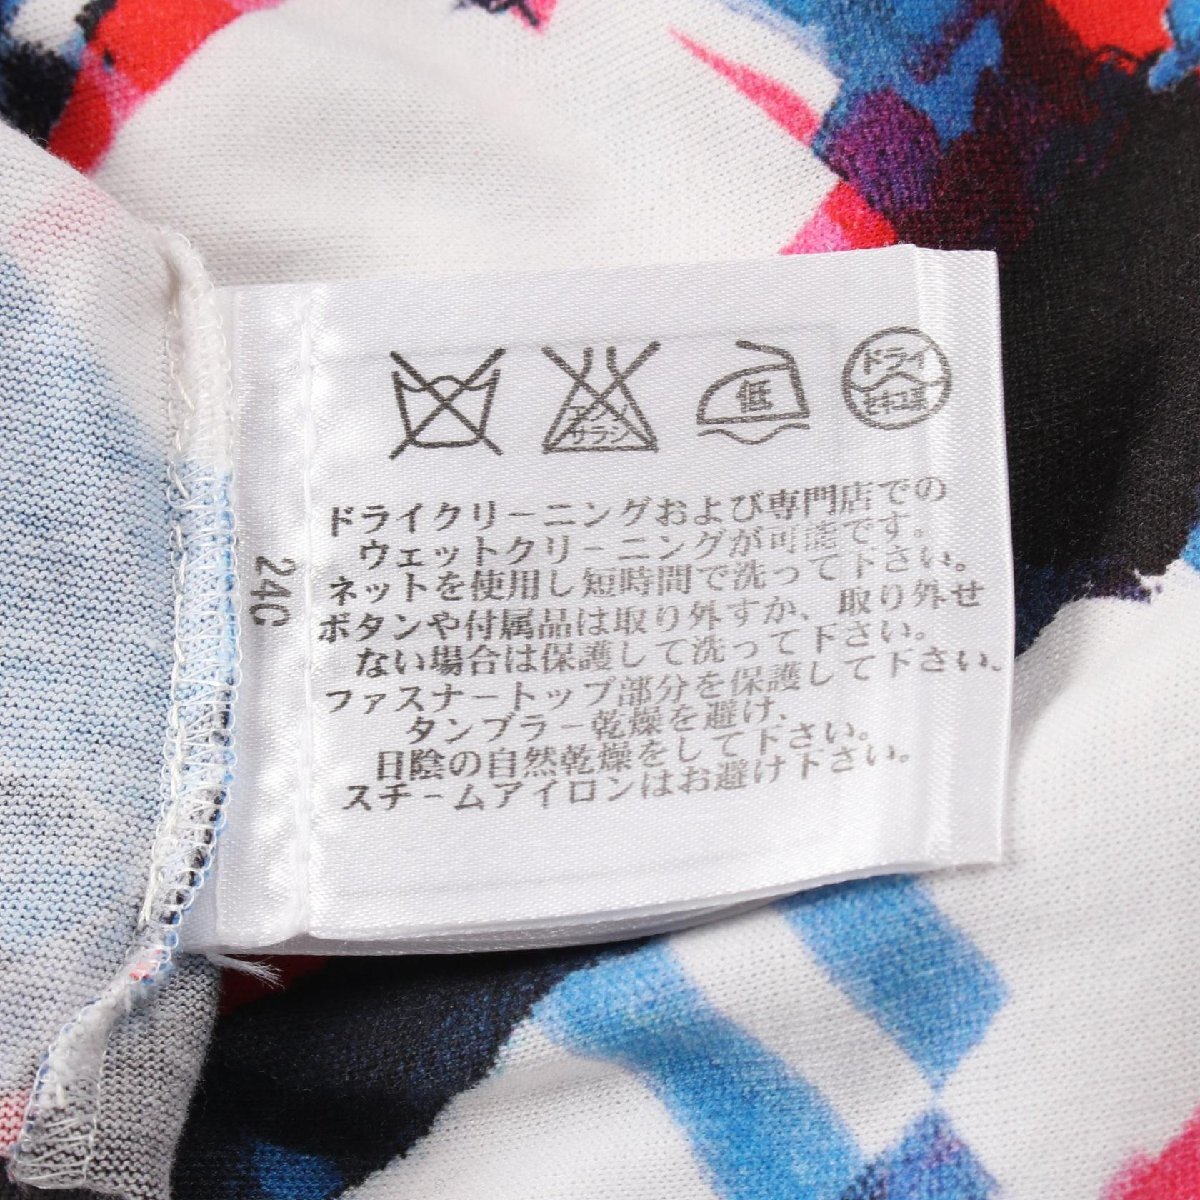 サラシ
低
ドライ
セキユ系
ドライクリーニングおよび専門店での
ウェットクリーニングが可能です。
ネットを使用し短時間で洗って下さい。
ボタンや付属品は取り外すか、取り外せ
ない場合は保護して洗って下さい。
ファスナートップ部分を保護して下さい。
タンブラー乾燥を避け、
日陰の自然乾燥をして下さい。
スチームアイロンはお避け下さい。
24C